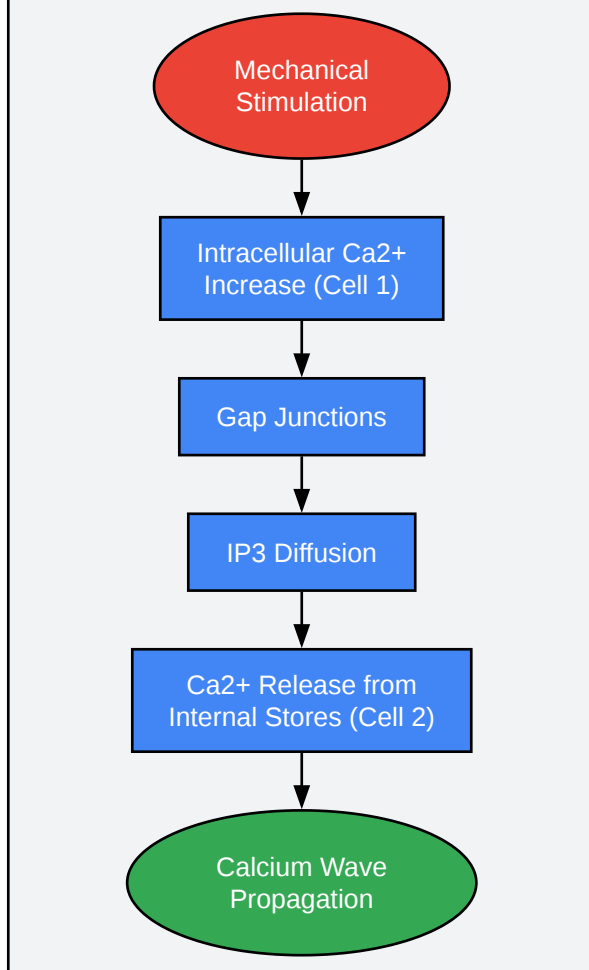 Mechanical
Stimulation
Intracellular Ca2+
Increase (Cell 1)
Gap Junctions
IP3 Diffusion
Ca2+ Release from
Internal Stores (Cell 2)
Calcium Wave
Propagation